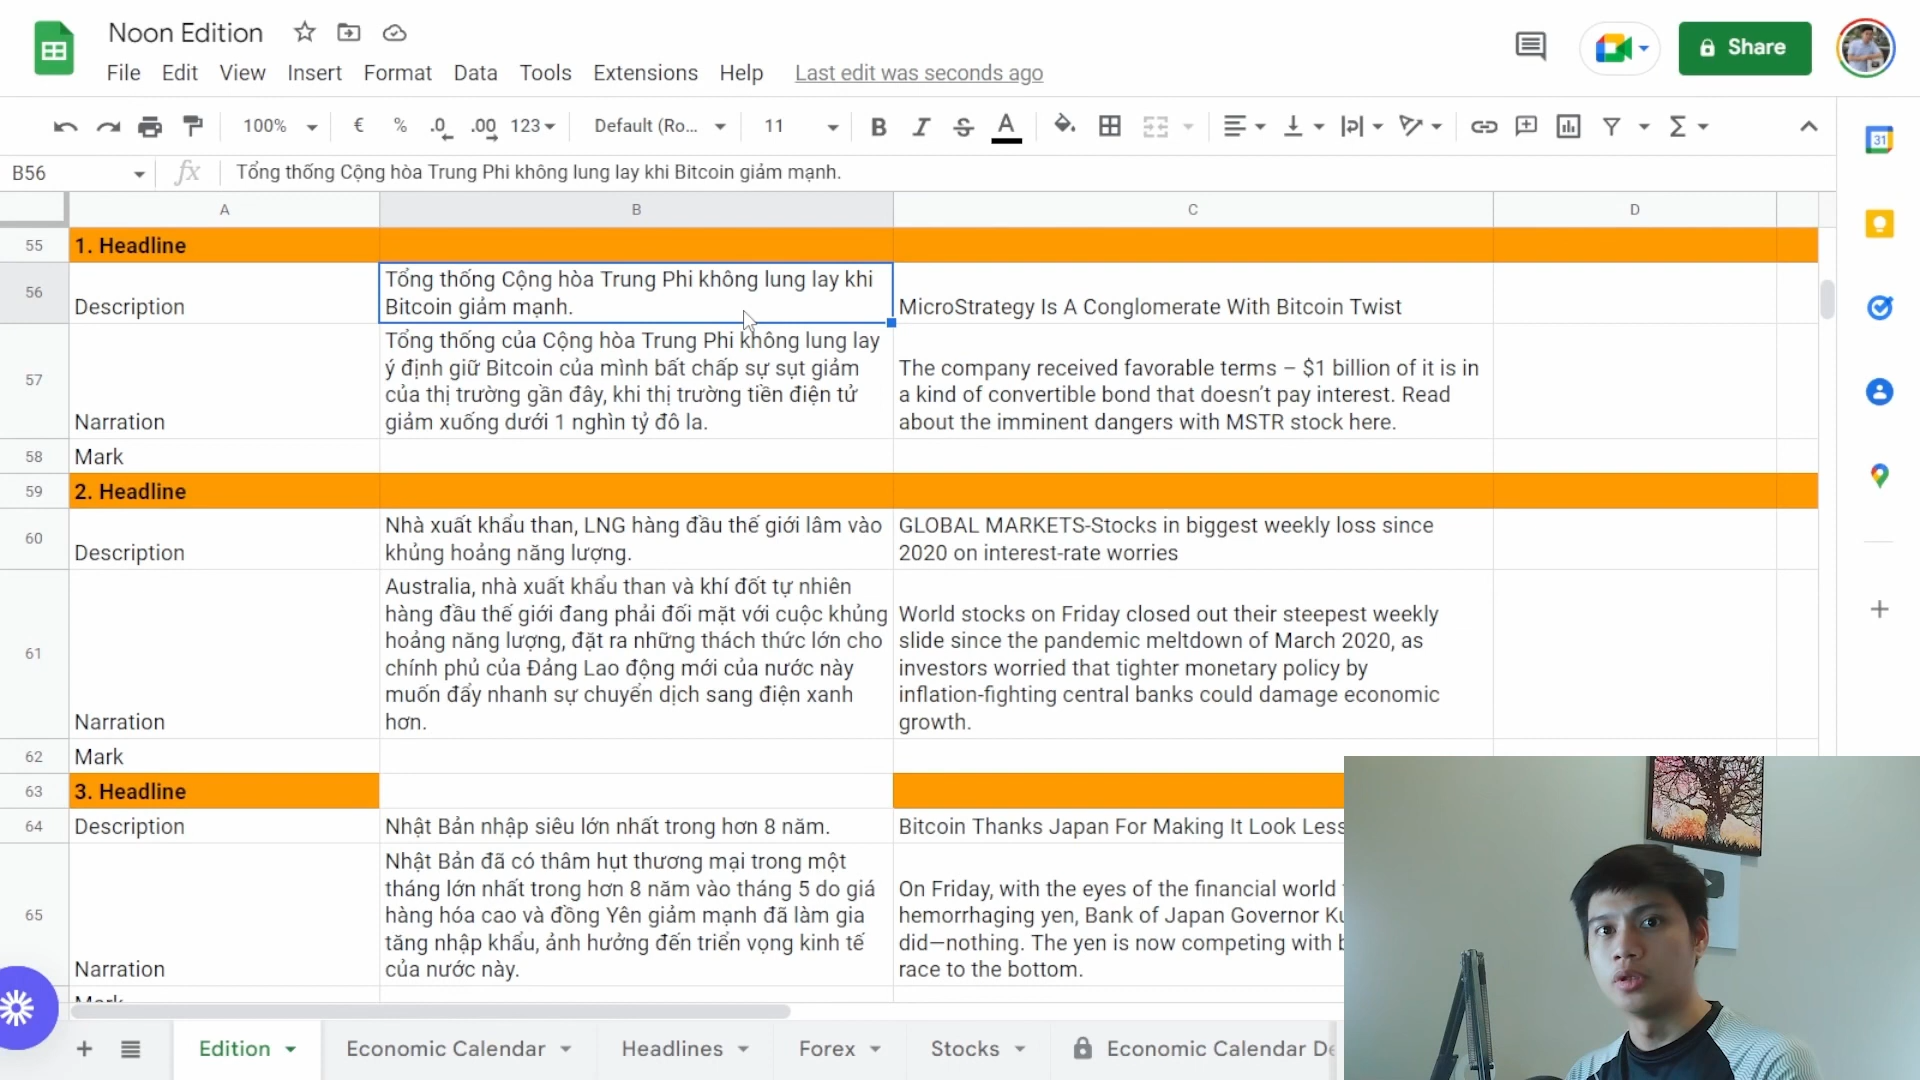 Noon Edition
File Edit View Insert Format Data Tools Extensions Help Last edit was seconds ago
Share
100% € % .0 .00 123 Default (Ro... 11 B I S A Σ
31
B56 fx Tổng thống Cộng hòa Trung Phi không lung lay khi Bitcoin giảm mạnh.
A B C D
55 1. Headline
56 Description
Tổng thống Cộng hòa Trung Phi không lung lay khi
Bitcoin giảm mạnh.
MicroStrategy Is A Conglomerate With Bitcoin Twist
57 Narration
Tổng thống của Cộng hòa Trung Phi không lung lay
ý định giữ Bitcoin của mình bất chấp sự sụt giảm
của thị trường gần đây, khi thị trường tiền điện tử
giảm xuống dưới 1 nghìn tỷ đô la.
The company received favorable terms – $1 billion of it is in
a kind of convertible bond that doesn’t pay interest. Read
about the imminent dangers with MSTR stock here.
58 Mark
59 2. Headline
60 Description
Nhà xuất khẩu than, LNG hàng đầu thế giới lâm vào
khủng hoảng năng lượng.
GLOBAL MARKETS-Stocks in biggest weekly loss since
2020 on interest-rate worries
61 Narration
Australia, nhà xuất khẩu than và khí đốt tự nhiên
hàng đầu thế giới đang phải đối mặt với cuộc khủng
hoảng năng lượng, đặt ra những thách thức lớn cho
chính phủ của Đảng Lao động mới của nước này
muốn đẩy nhanh sự chuyển dịch sang điện xanh
hơn.
World stocks on Friday closed out their steepest weekly
slide since the pandemic meltdown of March 2020, as
investors worried that tighter monetary policy by
inflation-fighting central banks could damage economic
growth.
62 Mark
63 3. Headline
64 Description
Nhật Bản nhập siêu lớn nhất trong hơn 8 năm.
Bitcoin Thanks Japan For Making It Look Less
65 Narration
Nhật Bản đã có thâm hụt thương mại trong một
tháng lớn nhất trong hơn 8 năm vào tháng 5 do giá
hàng hóa cao và đồng Yên giảm mạnh đã làm gia
tăng nhập khẩu, ảnh hưởng đến triển vọng kinh tế
của nước này.
On Friday, with the eyes of the financial world
hemorrhaging yen, Bank of Japan Governor
did—nothing. The yen is now competing with
race to the bottom.
Mark
Edition Economic Calendar Headlines Forex Stocks Economic Calendar